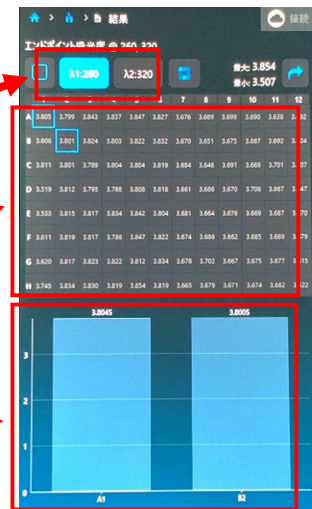 結果
接続
エンドポイント吸光度 @ 260, 320
λ1:260 λ2:320 最大: 3.854
最小: 3.507
9 10 11 12
A 3.805 3.799 3.843 3.837 3.847 3.827 3.676 3.689 3.699 3.690 3.638
B 3.606 3.801 3.824 3.803 3.822 3.832 3.670 3.651 3.675 3.687 3.692
C 3.811 3.801 3.789 3.804 3.804 3.819 3.684 3.648 3.691 3.669 3.701
D 3.519 3.812 3.795 3.788 3.808 3.818 3.661 3.686 3.670 3.708 3.667
E 3.533 3.815 3.817 3.834 3.842 3.804 3.681 3.664 3.676 3.669 3.687
F 3.611 3.819 3.817 3.786 3.847 3.822 3.674 3.686 3.662 3.685 3.689
G 3.620 3.817 3.823 3.822 3.812 3.834 3.678 3.702 3.667 3.675 3.677
H 3.745 3.834 3.830 3.819 3.854 3.819 3.665 3.679 3.671 3.674 3.662
3.8045 3.8005
3
2
1
0
A1 B2